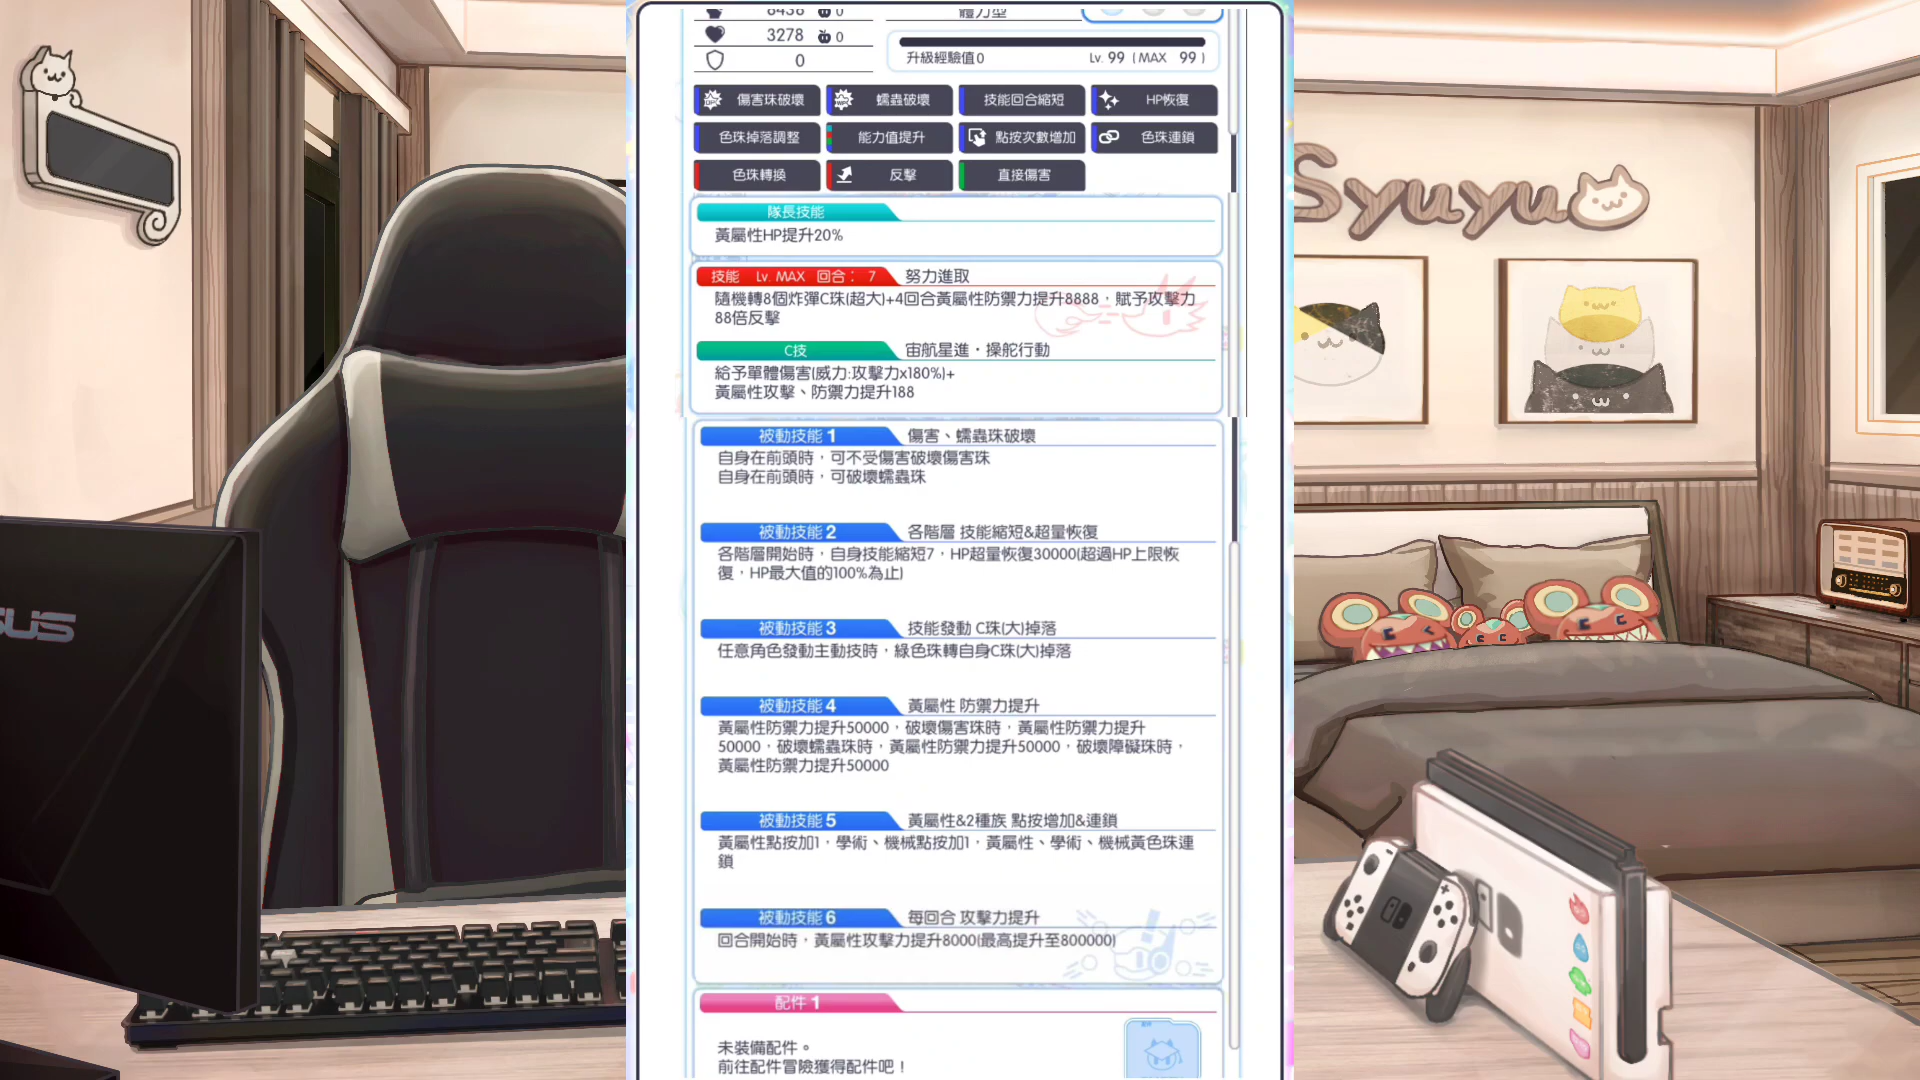 8438 0
體力型
3278 0
升級經驗值0 Lv. 99 (MAX 99)
0
傷害珠破壞 蠕蟲破壞 技能回合縮短 HP恢復
色珠掉落調整 能力值提升 點按次數增加 色珠連鎖
色珠轉換 反擊 直接傷害
隊長技能
黃屬性HP提升20%
技能 Lv. MAX 回合： 7 努力進取
隨機轉8個炸彈C珠(超大)+4回合黃屬性防禦力提升8888，賦予攻擊力
88倍反擊
C技 宙航星進・操舵行動
給予單體傷害(威力:攻擊力x180%)+
黃屬性攻擊、防禦力提升188
被動技能 1 傷害、蠕蟲珠破壞
自身在前頭時，可不受傷害破壞傷害珠
自身在前頭時，可破壞蠕蟲珠
被動技能 2 各階層 技能縮短&超量恢復
各階層開始時，自身技能縮短7，HP超量恢復30000(超過HP上限恢
復，HP最大值的100%為止)
被動技能 3 技能發動 C珠(大)掉落
任意角色發動主動技時，綠色珠轉自身C珠(大)掉落
被動技能 4 黃屬性 防禦力提升
黃屬性防禦力提升50000，破壞傷害珠時，黃屬性防禦力提升
50000，破壞蠕蟲珠時，黃屬性防禦力提升50000，破壞障礙珠時，
黃屬性防禦力提升50000
被動技能 5 黃屬性&2種族 點按增加&連鎖
黃屬性點按加1，學術、機械點按加1，黃屬性、學術、機械黃色珠連
鎖
被動技能 6 每回合 攻擊力提升
回合開始時，黃屬性攻擊力提升8000(最高提升至800000)
配件 1
未裝備配件。
前往配件冒險獲得配件吧！
Syuyu
SUS